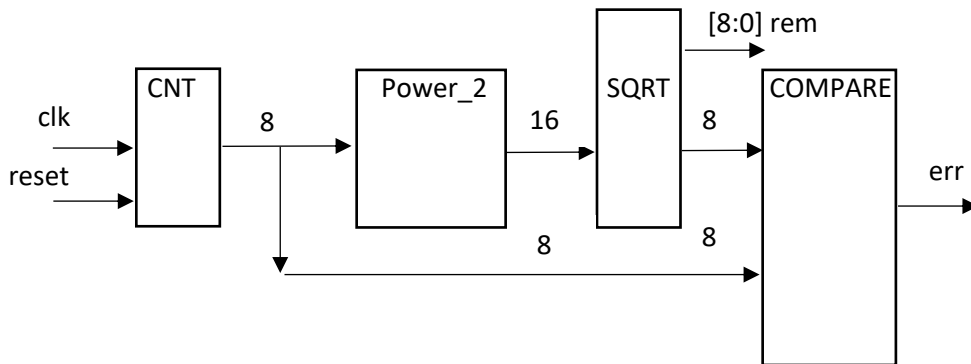 [8:0] rem
CNT
Power_2
SQRT
COMPARE
clk
8
16
8
reset
err
8
8